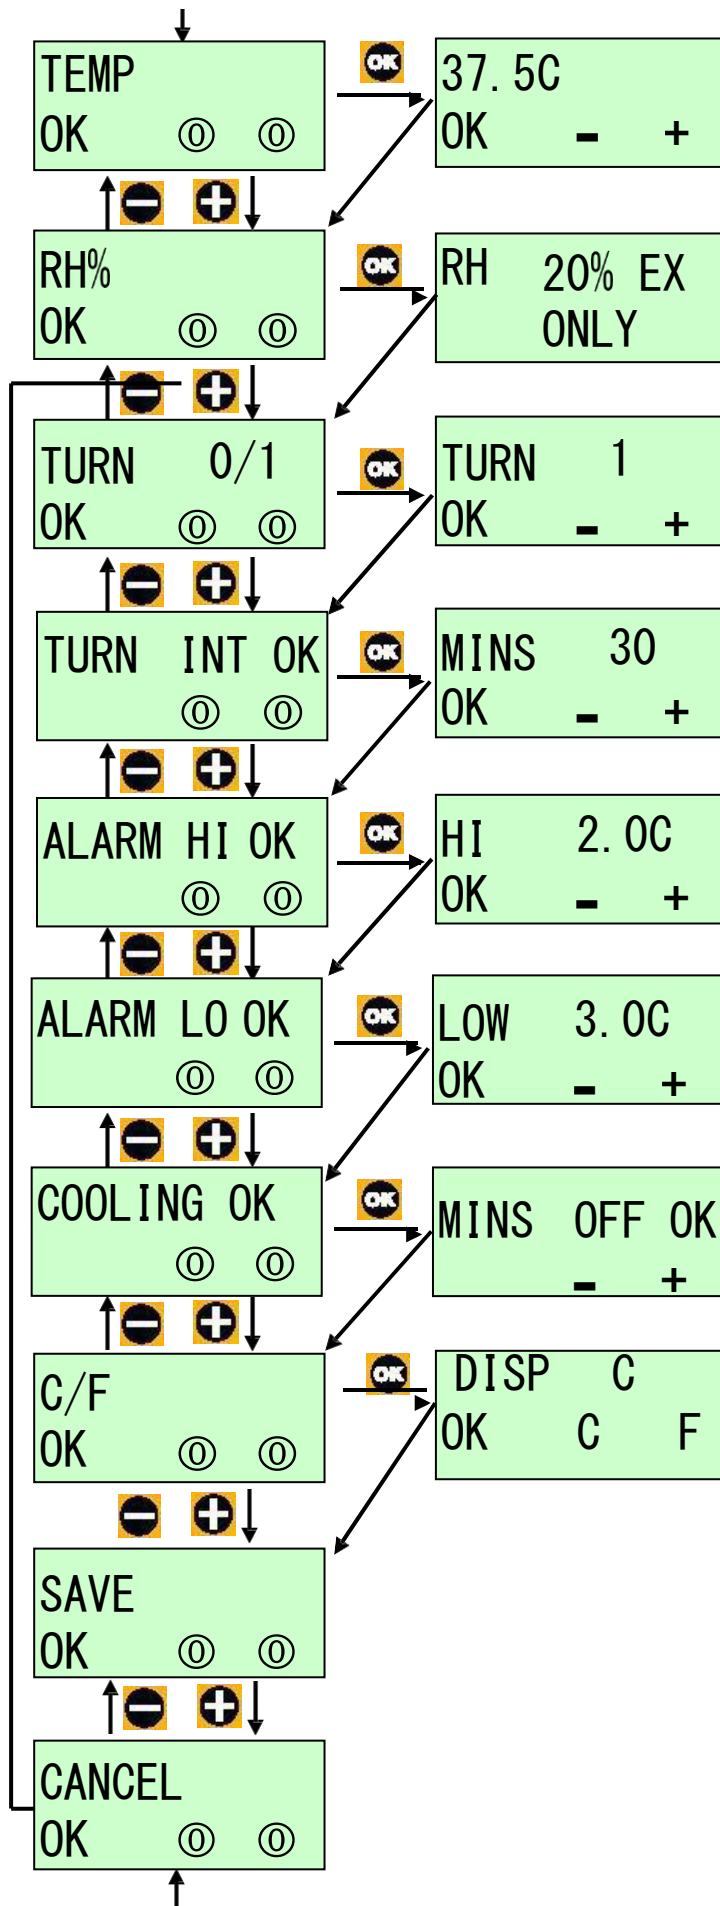 TEMP
OK ⓪ ⓪
OK
37.5C
OK - +
RH%
OK ⓪ ⓪
OK
RH 20% EX
ONLY
TURN 0/1
OK ⓪ ⓪
OK
TURN 1
OK - +
TURN INT OK
⓪ ⓪
OK
MINS 30
OK - +
ALARM HI OK
⓪ ⓪
OK
HI 2.0C
OK - +
ALARM LO OK
⓪ ⓪
OK
LOW 3.0C
OK - +
COOLING OK
⓪ ⓪
OK
MINS OFF OK
- +
C/F
OK ⓪ ⓪
OK
DISP C
OK C F
SAVE
OK ⓪ ⓪
CANCEL
OK ⓪ ⓪